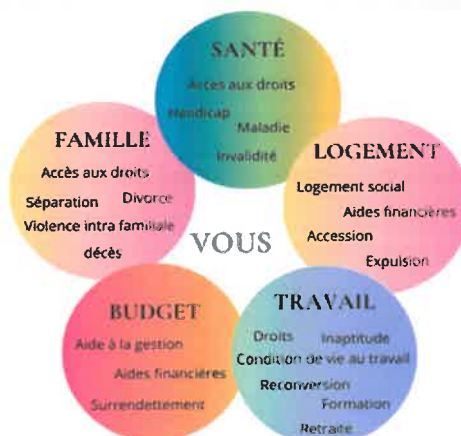 SANTÉ
Accès aux droits
Handicap
Maladie
Invalidité
FAMILLE
Accès aux droits
Séparation Divorce
Violence intra familiale
décès
LOGEMENT
Logement social
Aides financières
Accession
Expulsion
VOUS
BUDGET
Aide à la gestion
Aides financières
Surrendettement
TRAVAIL
Droits Inaptitude
Condition de vie au travail
Reconversion
Formation
Retraite